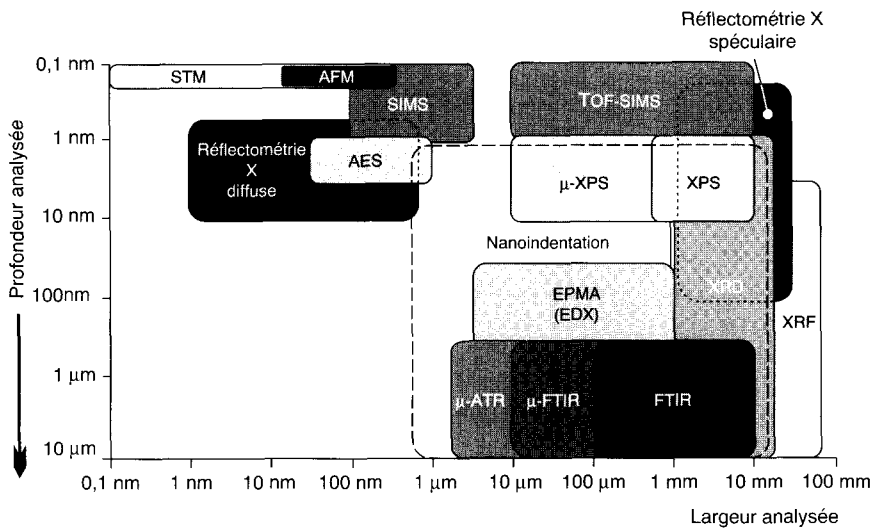 Réflectométrie X
spéculaire
0,1 nm
1 nm
10 nm
100nm
1 µm
10 µm
Profondeur analysée
STM
AFM
SIMS
TOF-SIMS
Réflectométrie
X
diffuse
AES
µ-XPS
XPS
Nanoindentation
XRD
EPMA
(EDX)
XRF
µ-ATR
µ-FTIR
FTIR
0,1 nm
1 nm
10 nm
100 nm
1 µm
10 µm
100 µm
1 mm
10 mm
100 mm
Largeur analysée